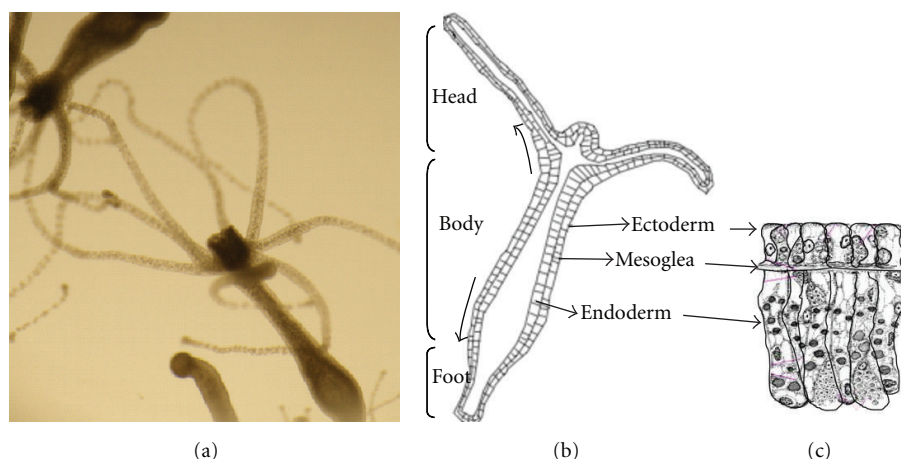 Head
Body
Foot
Ectoderm
Mesoglea
Endoderm
(a)
(b)
(c)